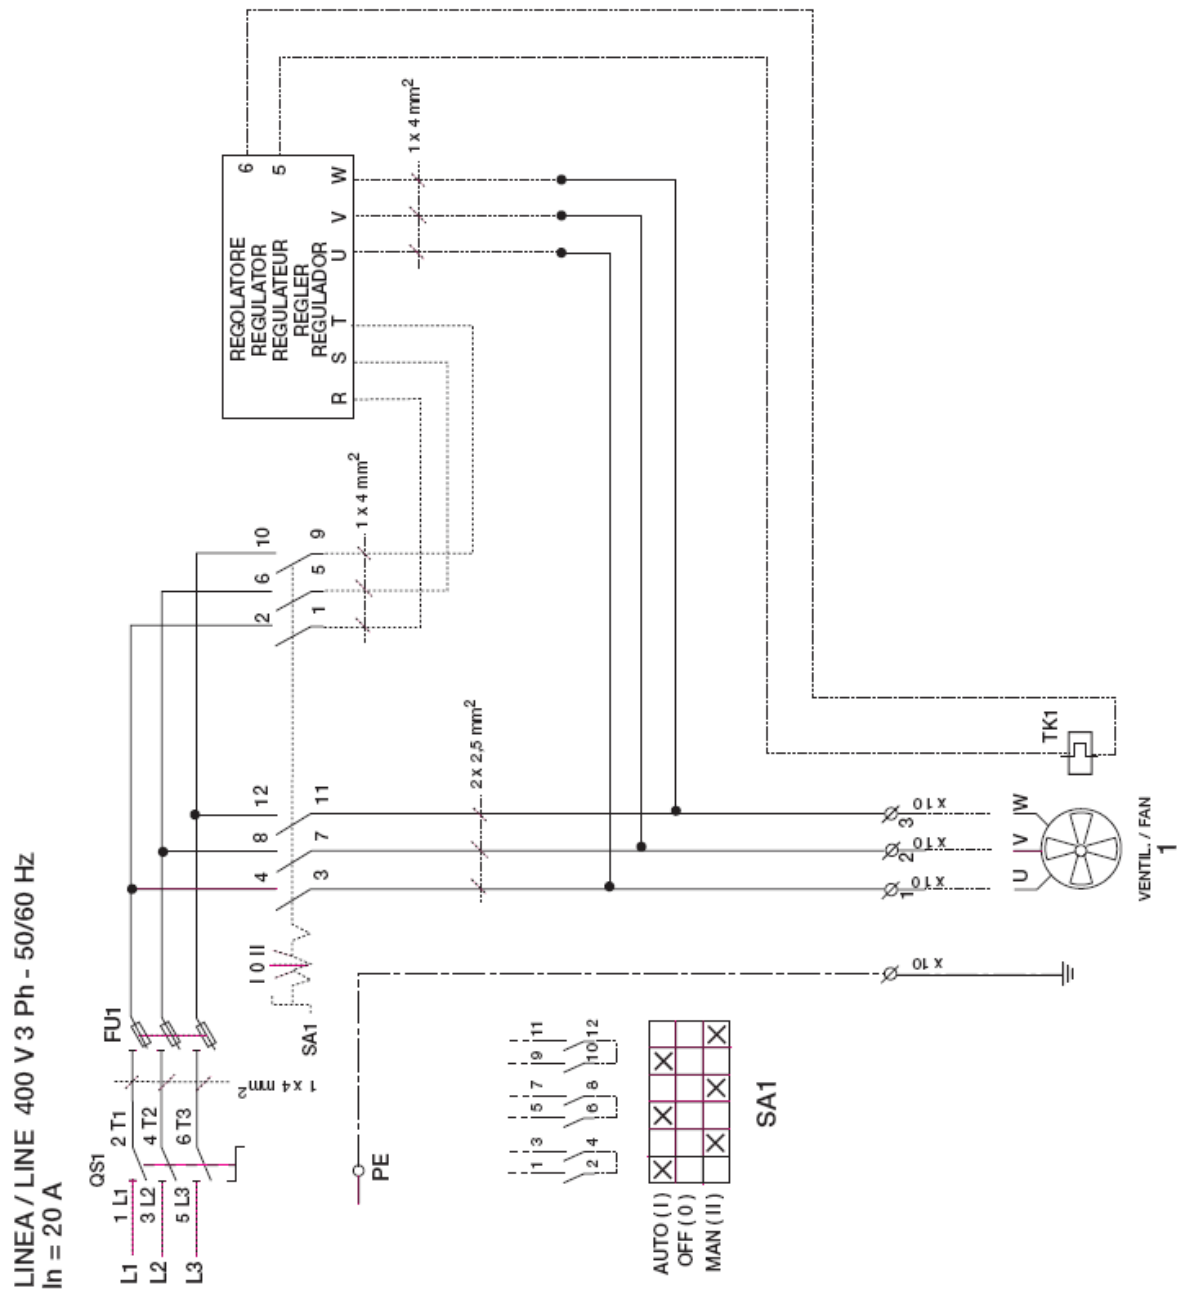 LINEA / LINE 400 V 3 Ph - 50/60 Hz
In = 20 A
L1
L2
L3
1 L1
3 L2
5 L3
QS1
2 T1
4 T2
6 T3
1 x 4 mm2
FU1
SA1
I 0 II
4
8
12
3
7
11
2
6
10
1
5
9
1 x 4 mm2
2 x 2,5 mm2
REGOLATORE
REGULATOR
REGULATEUR
REGLER
REGULADOR
R
S
T
U
V
W
5
6
1 x 4 mm2
PE
1
2
3
x 10
x 10
x 10
x 10
U
V
W
TK1
VENTIL. / FAN
1
1
3
5
7
9
11
2
4
6
8
10
12
AUTO ( I )
OFF ( 0 )
MAN ( II )
X
X
X
X
X
X
SA1